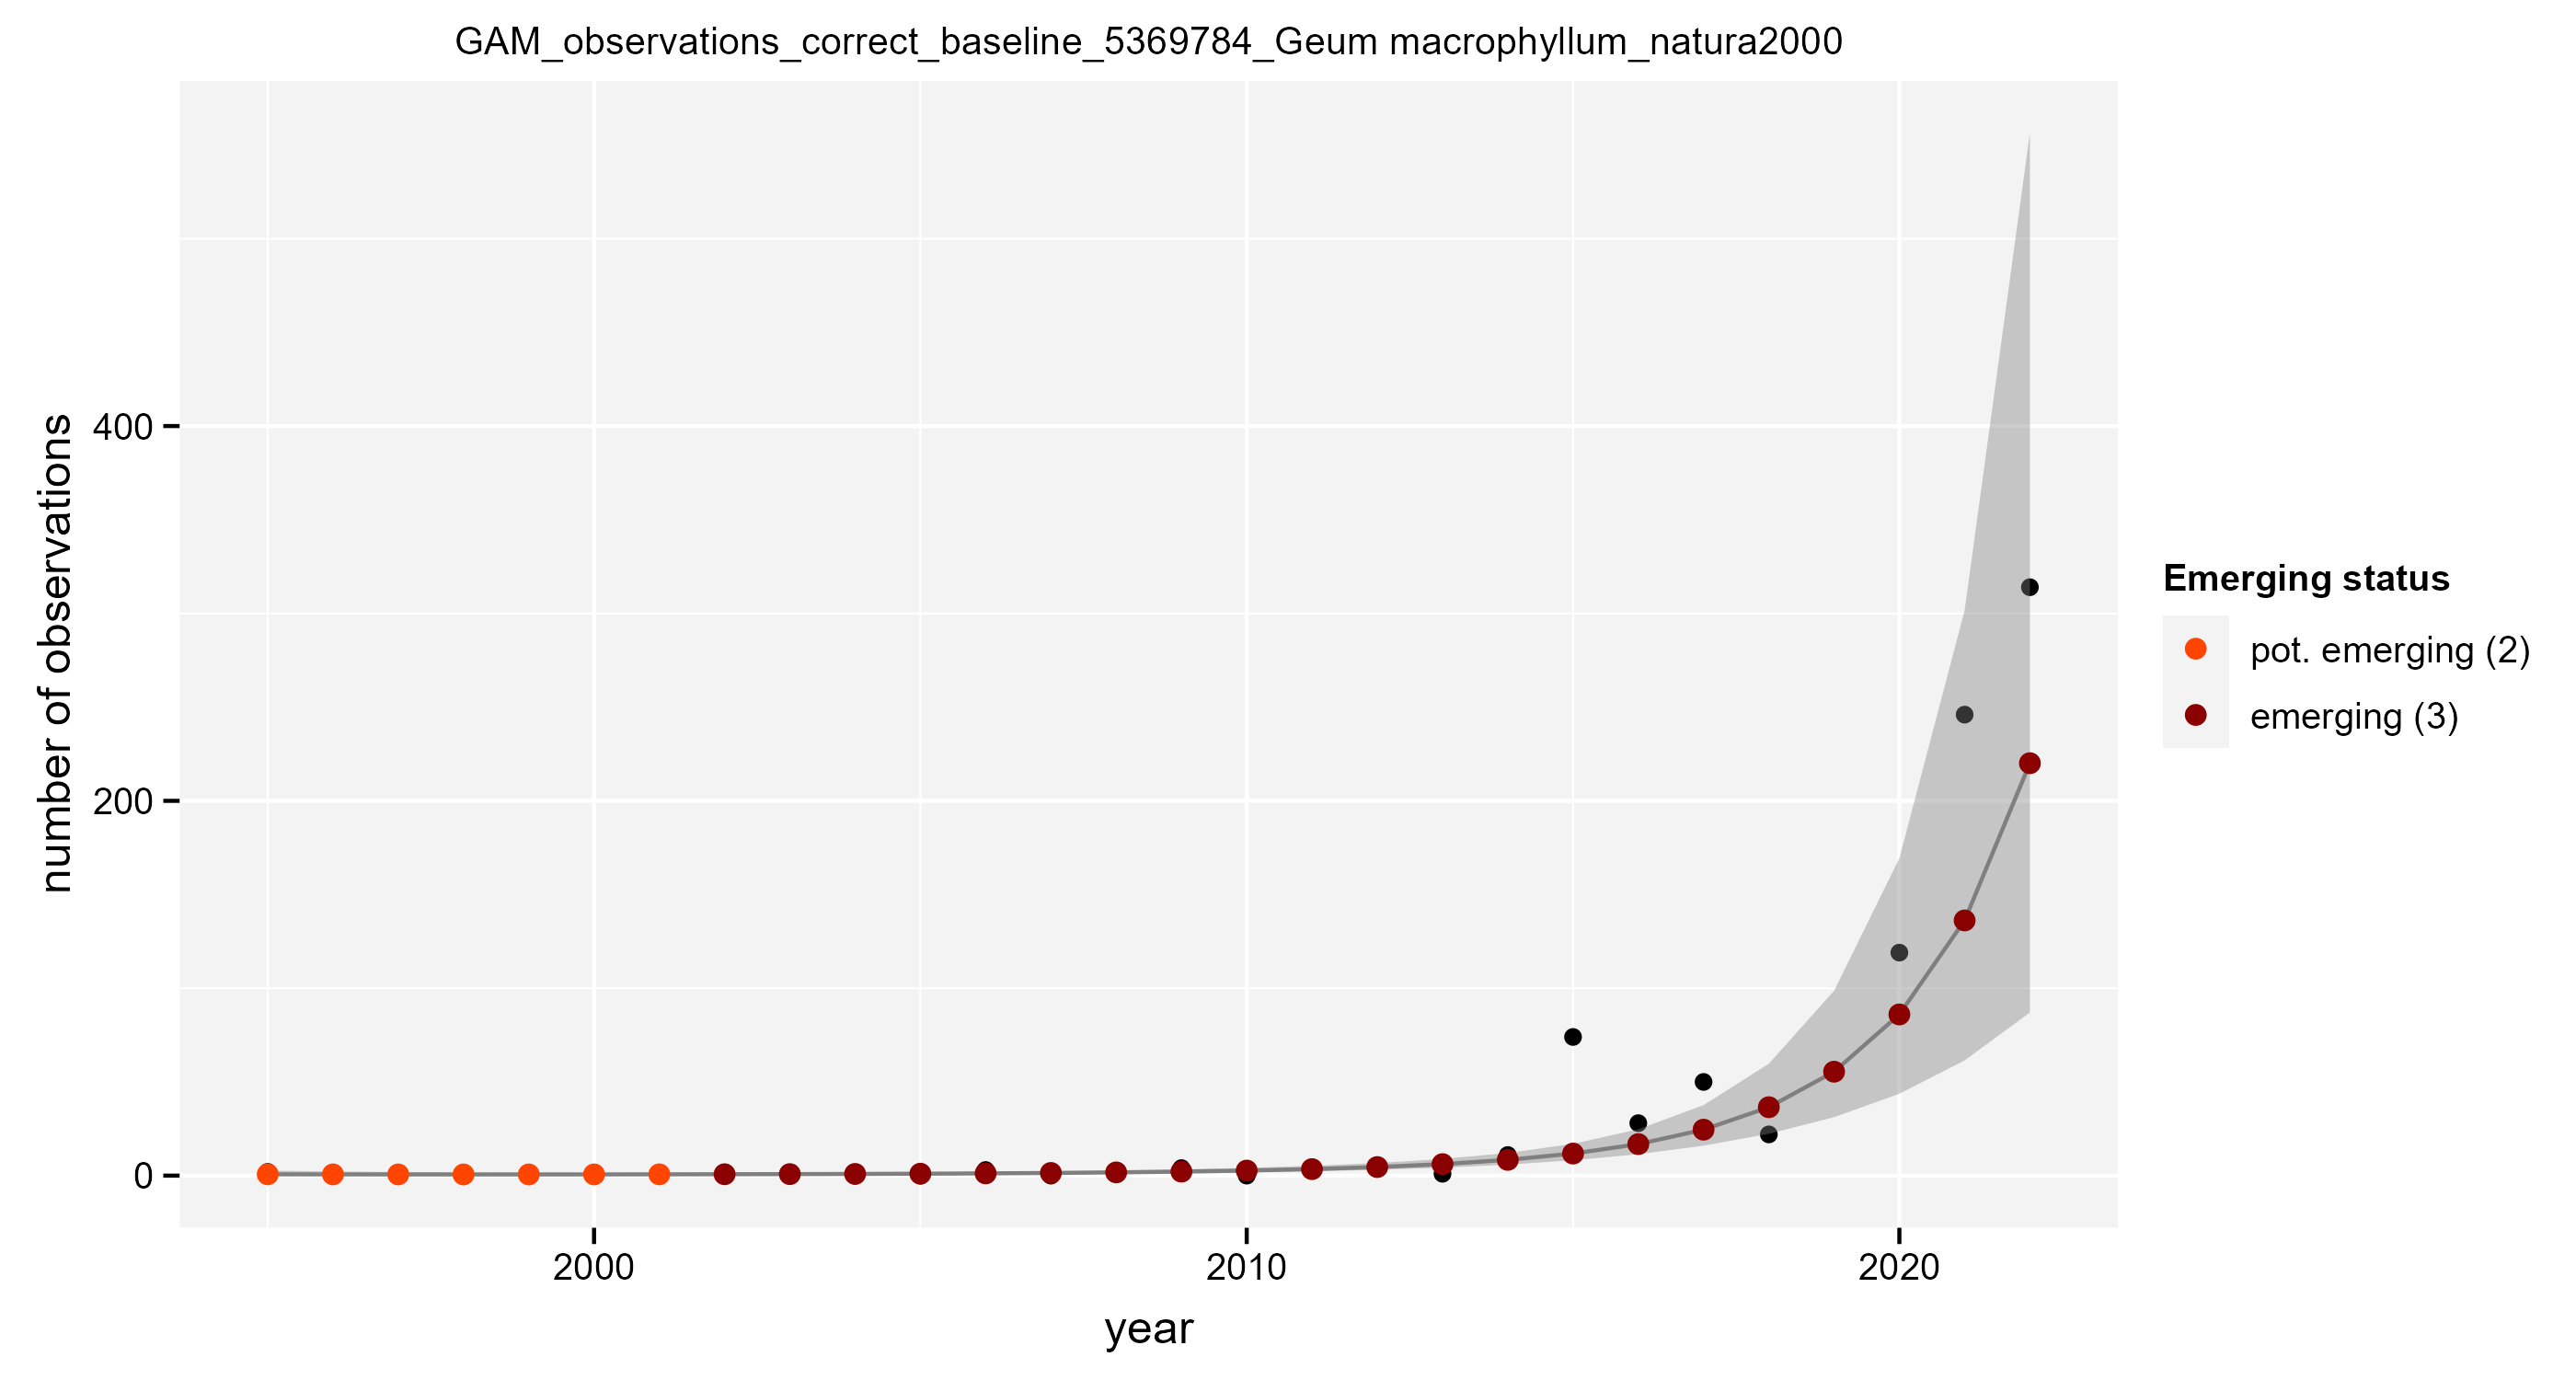 GAM_observations_correct_baseline_5369784_Geum macrophyllum_natura2000
number of observations
400
200
0
2000
2010
2020
year
Emerging status
pot. emerging (2)
emerging (3)